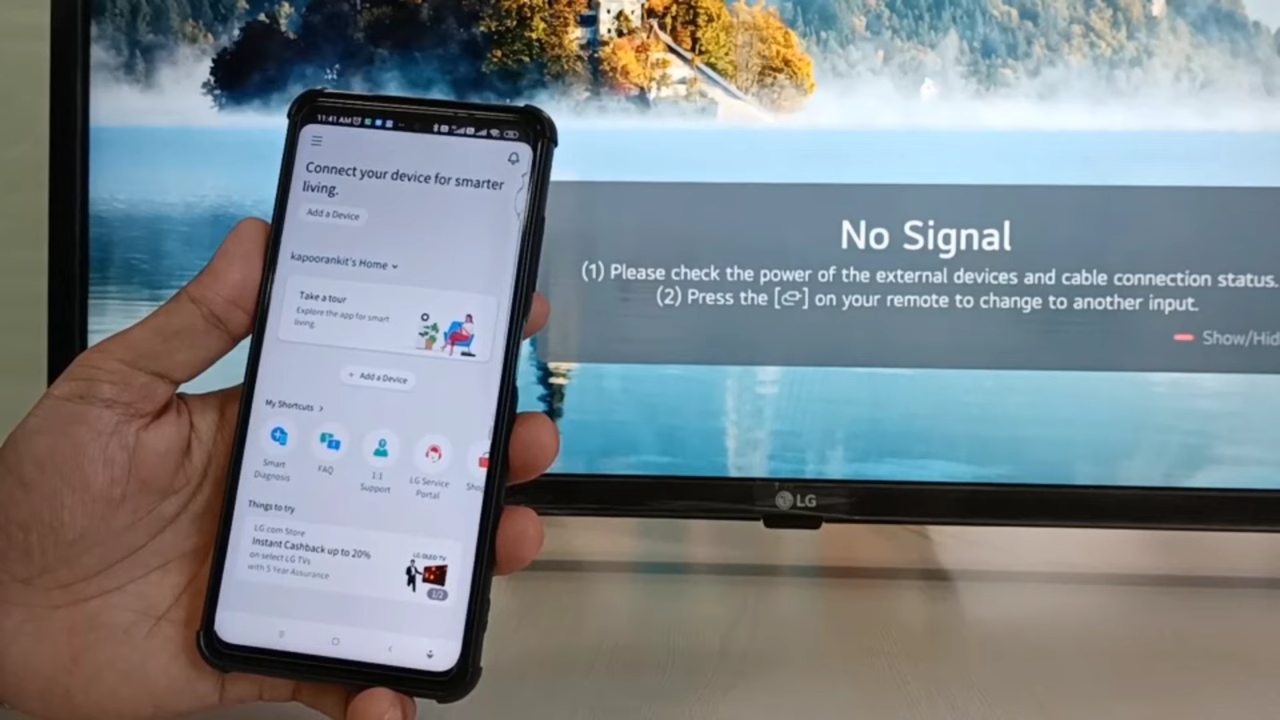 11:41 AM
Connect your device for smarter
living.
Add a Device
kapoorankit's Home
Take a tour
Explore the app for smart
living.
+ Add a Device
My Shortcuts >
Smart
Diagnosis
FAQ
1:1
Support
LG Service
Portal
Things to try
LG.com Store
Instant Cashback up to 20%
on select LG TVs
with 5 Year Assurance
LG OLED TV
1/2
No Signal
(1) Please check the power of the external devices and cable connection status.
(2) Press the [ ] on your remote to change to another input.
Show/Hid
LG